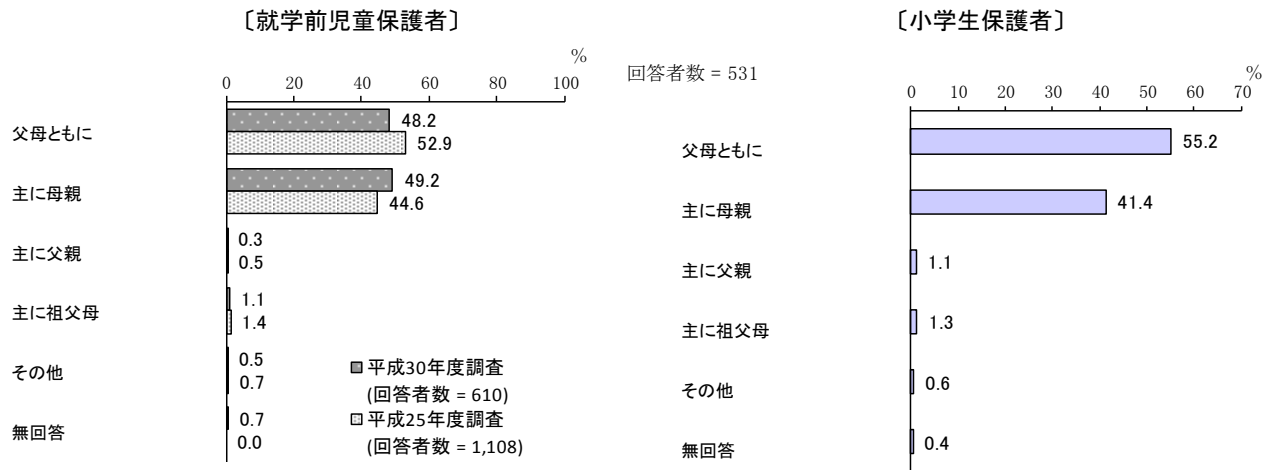 〔就学前児童保護者〕
%
0 20 40 60 80 100
父母ともに 48.2
52.9
主に母親 49.2
44.6
主に父親 0.3
0.5
主に祖父母 1.1
1.4
その他 0.5
0.7
無回答 0.7
0.0
平成30年度調査
(回答者数 = 610)
平成25年度調査
(回答者数 = 1,108)
〔小学生保護者〕
回答者数 = 531
%
0 10 20 30 40 50 60 70
父母ともに 55.2
主に母親 41.4
主に父親 1.1
主に祖父母 1.3
その他 0.6
無回答 0.4